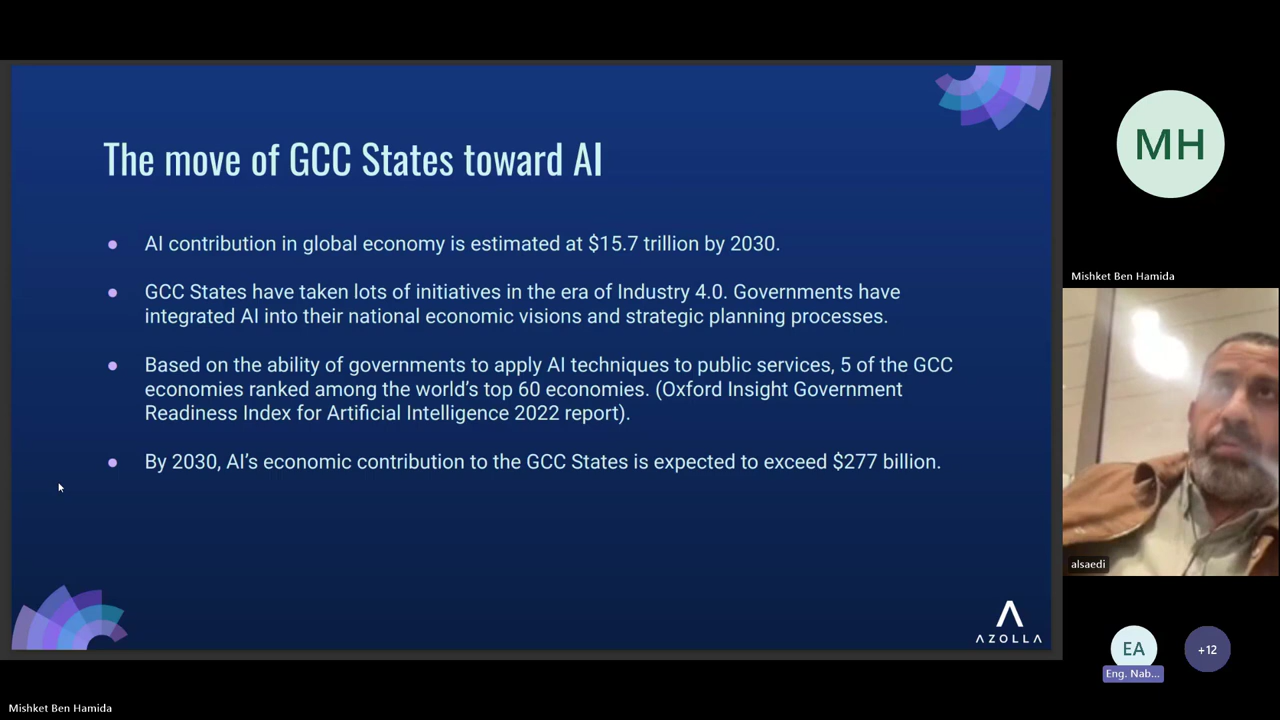 The move of GCC States toward AI
AI contribution in global economy is estimated at $15.7 trillion by 2030.
GCC States have taken lots of initiatives in the era of Industry 4.0. Governments have
integrated AI into their national economic visions and strategic planning processes.
Based on the ability of governments to apply AI techniques to public services, 5 of the GCC
economies ranked among the world's top 60 economies. (Oxford Insight Government
Readiness Index for Artificial Intelligence 2022 report).
By 2030, AI's economic contribution to the GCC States is expected to exceed $277 billion.
AZOLLA
MH
Mishket Ben Hamida
alsaedi
EA
+12
Eng. Nab...
Mishket Ben Hamida